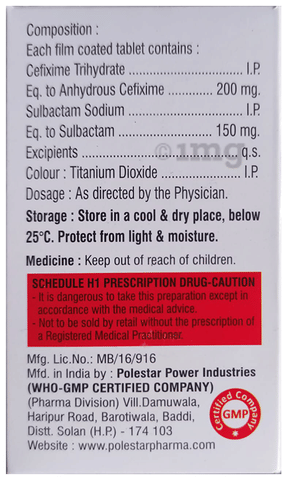 Composition :
Each film coated tablet contains :
Cefixime Trihydrate ............................ I.P.
Eq. to Anhydrous Cefixime ............ 200 mg.
Sulbactam Sodium ............................ I.P.
Eq. to Sulbactam .......................... 150 mg.
Excipients ........................................ q.s.
Colour : Titanium Dioxide .................. I.P.
Dosage : As directed by the Physician.
Storage : Store in a cool & dry place, below
25°C. Protect from light & moisture.
Medicine : Keep out of reach of children.
SCHEDULE H1 PRESCRIPTION DRUG-CAUTION
- It is dangerous to take this preparation except in
accordance with the medical advice.
- Not to be sold by retail without the prescription of
a Registered Medical Practitioner.
Mfg. Lic.No.: MB/16/916
Mfd. in India by : Polestar Power Industries
(WHO-GMP CERTIFIED COMPANY)
(Pharma Division) Vill.Damuwala,
Haripur Road, Barotiwala, Baddi,
Distt. Solan (H.P.) - 174 103
Website : www.polestarpharma.com
Certified Company
GMP
1mg